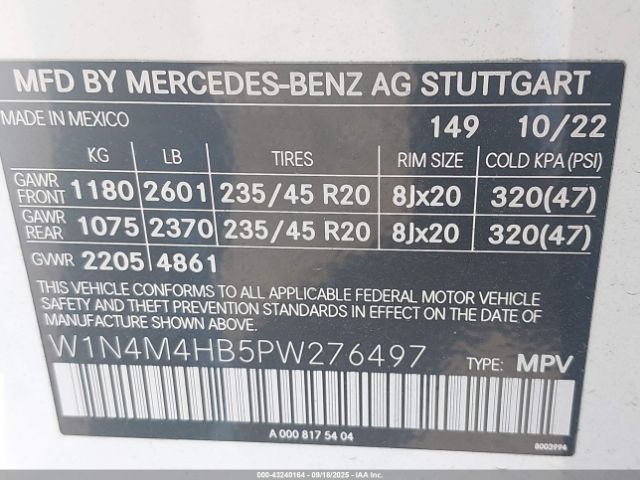 MFD BY MERCEDES-BENZ AG STUTTGART
MADE IN MEXICO 149 10/22
KG LB TIRES RIM SIZE COLD KPA (PSI)
GAWR FRONT 1180 2601 235/45 R20 8Jx20 320(47)
GAWR REAR 1075 2370 235/45 R20 8Jx20 320(47)
GVWR 2205 4861
THIS VEHICLE CONFORMS TO ALL APPLICABLE FEDERAL MOTOR VEHICLE
SAFETY AND THEFT PREVENTION STANDARDS IN EFFECT ON THE DATE
OF MANUFACTURE SHOWN ABOVE.
W1N4M4HB5PW276497 TYPE: MPV
A 000 817 54 04
8003994
000-43240164 - 09/18/2025 - IAA, Inc.